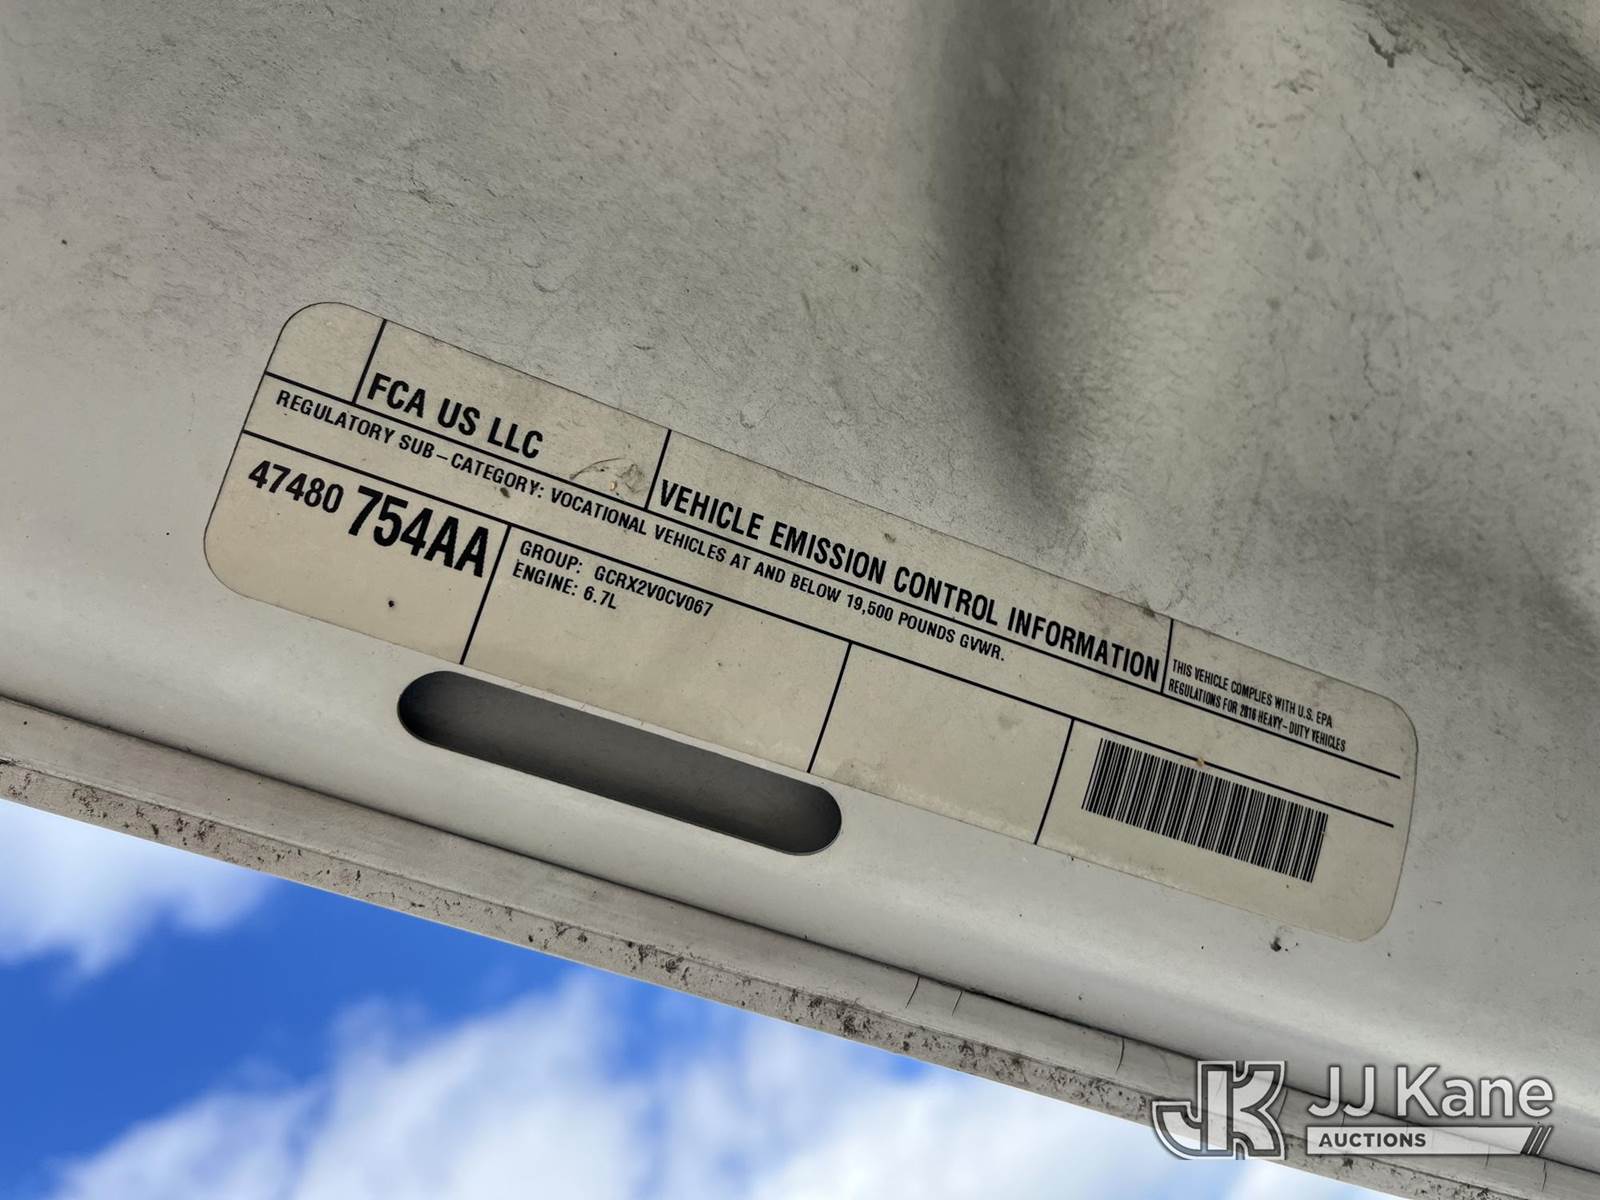 FCA US LLC
VEHICLE EMISSION CONTROL INFORMATION
THIS VEHICLE COMPLIES WITH U.S. EPA
REGULATIONS FOR 2016 HEAVY-DUTY VEHICLES
REGULATORY SUB-CATEGORY: VOCATIONAL VEHICLES AT AND BELOW 19,500 POUNDS GVWR.
47480 754AA
GROUP: GCRX2VOCV067
ENGINE: 6.7L
JK JJ Kane
AUCTIONS